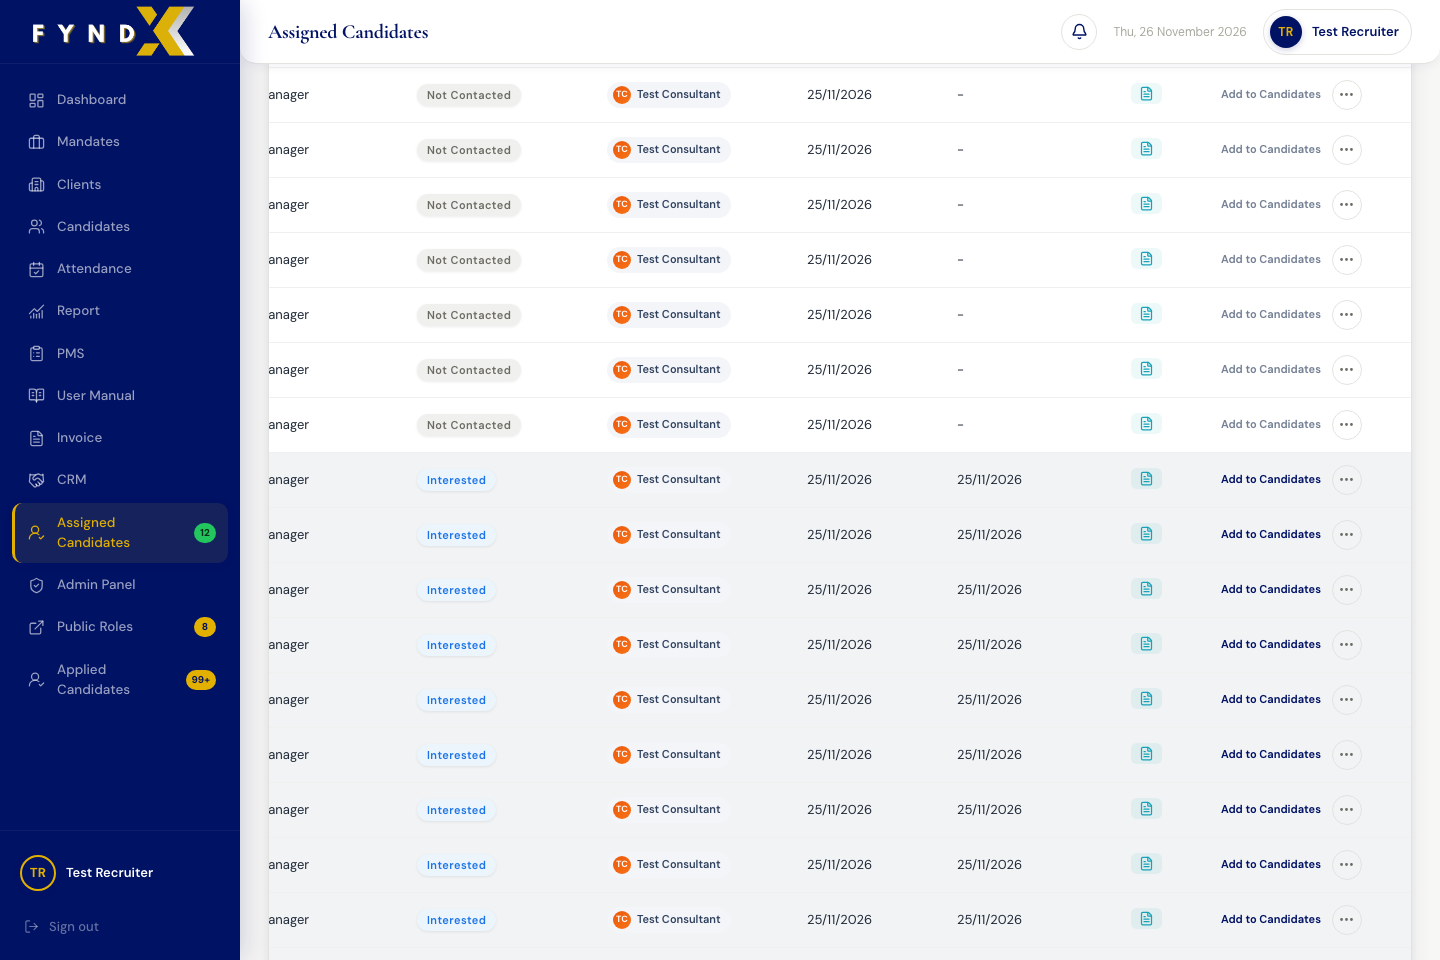 FYND X
Dashboard
Mandates
Clients
Candidates
Attendance
Report
PMS
User Manual
Invoice
CRM
Assigned
Candidates
12
Admin Panel
Public Roles
8
Applied
Candidates
99+
TR
Test Recruiter
Sign out
Assigned Candidates
Thu, 26 November 2026
TR
Test Recruiter
anager Not Contacted TC Test Consultant 25/11/2026 - Add to Candidates
anager Not Contacted TC Test Consultant 25/11/2026 - Add to Candidates
anager Not Contacted TC Test Consultant 25/11/2026 - Add to Candidates
anager Not Contacted TC Test Consultant 25/11/2026 - Add to Candidates
anager Not Contacted TC Test Consultant 25/11/2026 - Add to Candidates
anager Not Contacted TC Test Consultant 25/11/2026 - Add to Candidates
anager Not Contacted TC Test Consultant 25/11/2026 - Add to Candidates
anager Interested TC Test Consultant 25/11/2026 25/11/2026 Add to Candidates
anager Interested TC Test Consultant 25/11/2026 25/11/2026 Add to Candidates
anager Interested TC Test Consultant 25/11/2026 25/11/2026 Add to Candidates
anager Interested TC Test Consultant 25/11/2026 25/11/2026 Add to Candidates
anager Interested TC Test Consultant 25/11/2026 25/11/2026 Add to Candidates
anager Interested TC Test Consultant 25/11/2026 25/11/2026 Add to Candidates
anager Interested TC Test Consultant 25/11/2026 25/11/2026 Add to Candidates
anager Interested TC Test Consultant 25/11/2026 25/11/2026 Add to Candidates
anager Interested TC Test Consultant 25/11/2026 25/11/2026 Add to Candidates